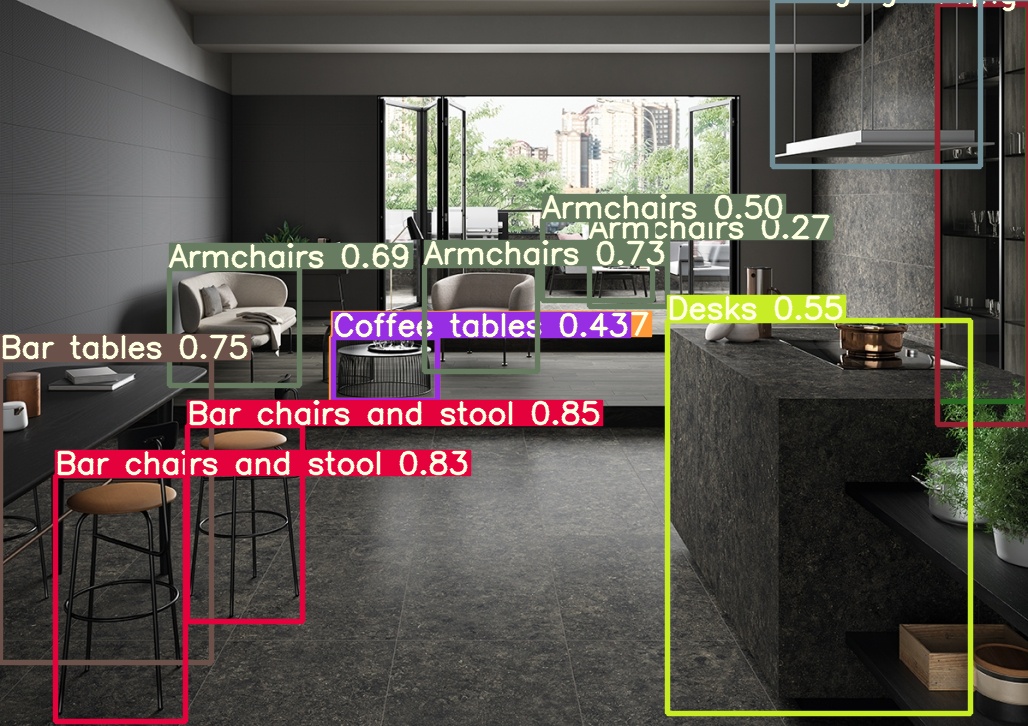 Armchairs 0.50
Armchairs 0.27
Armchairs 0.69
Armchairs 0.73
Desks 0.55
Coffee tables 0.437
Bar tables 0.75
Bar chairs and stool 0.85
Bar chairs and stool 0.83